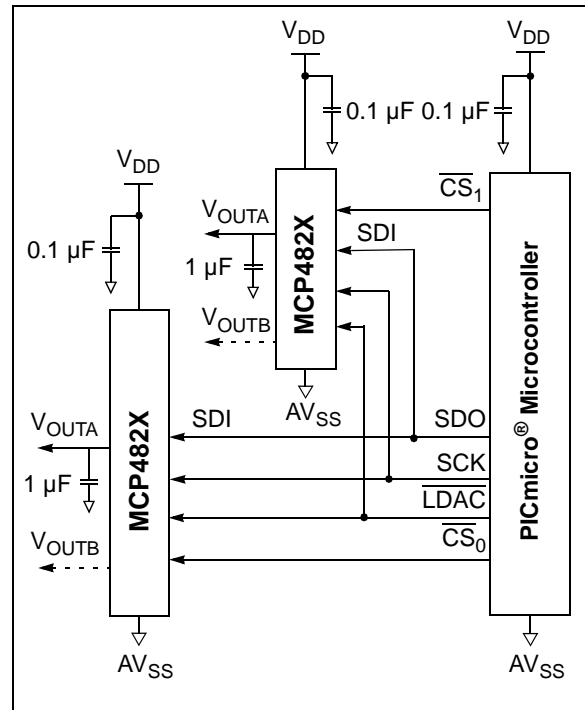 VDD
VDD
0.1 µF
0.1 µF
VDD
CS1
VOUTA
SDI
0.1 µF
1 µF
MCP482X
VOUTB
AVSS
VOUTA
SDI
SDO
1 µF
MCP482X
SCK
LDAC
VOUTB
CS0
PICmicro® Microcontroller
AVSS
AVSS